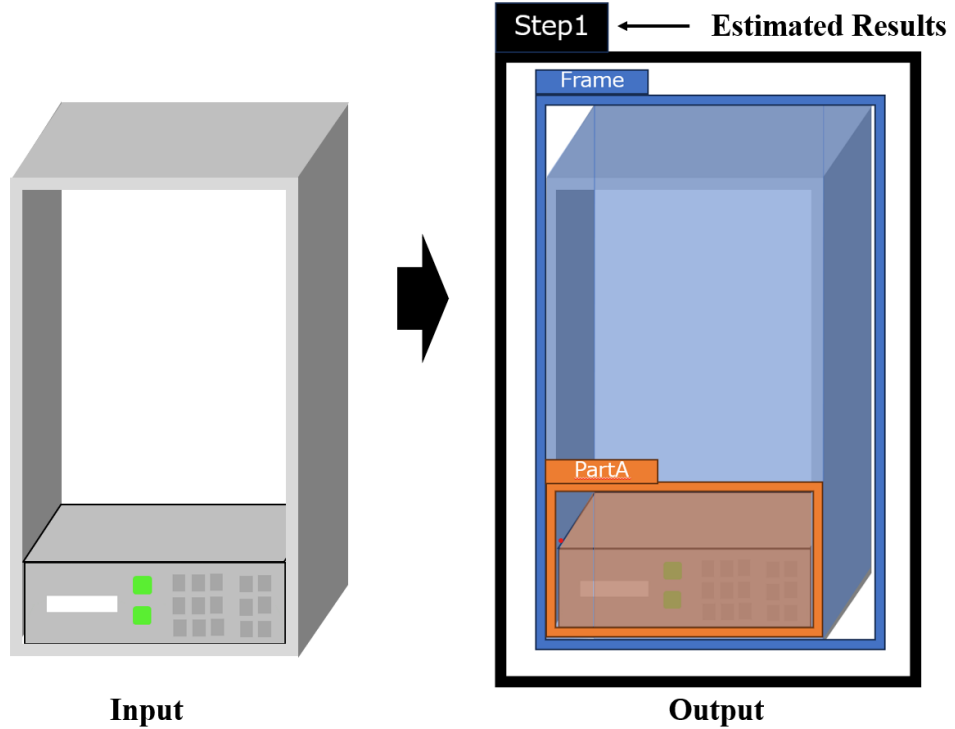 Step1
Estimated Results
Frame
PartA
Input
Output